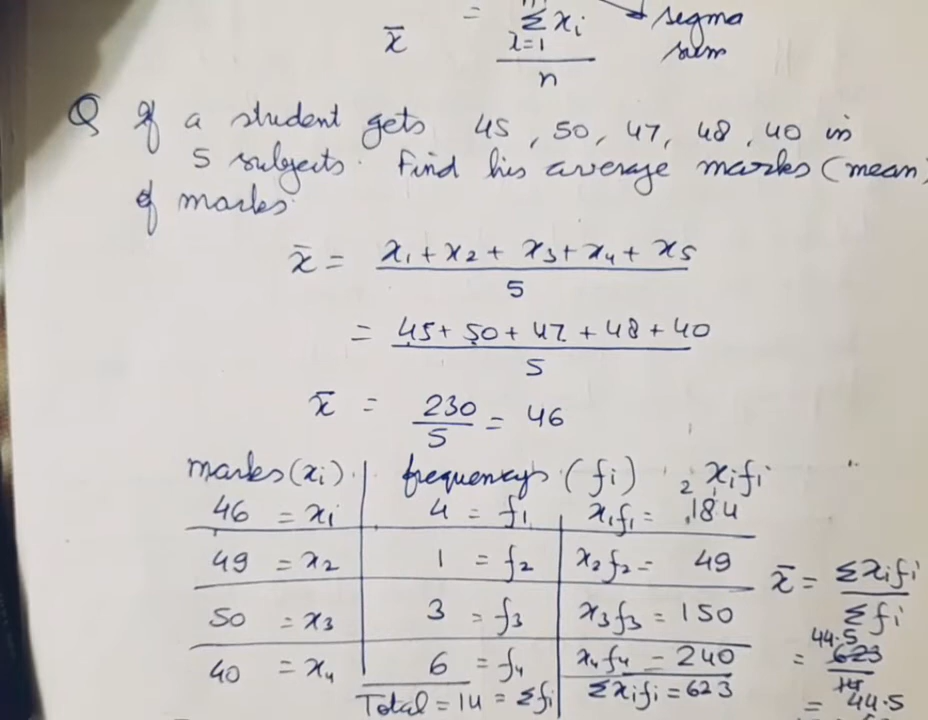 x̄ = Σxi → sigma
i=1 sum
n
Q If a student gets 45, 50, 47, 48, 40 in
5 subjects. Find his average marks (mean)
of marks.
x̄ = x1 + x2 + x3 + x4 + x5
5
= 45 + 50 + 47 + 48 + 40
5
x̄ = 230 = 46
5
marks (xi) frequency (fi) xifi
46 = x1 4 = f1 x1f1 = 184
49 = x2 1 = f2 x2f2 = 49
50 = x3 3 = f3 x3f3 = 150
40 = x4 6 = f4 x4f4 = 240
Total = 14 = Σfi Σxifi = 623
x̄ = Σxifi
Σfi
44.5
= 623
14
= 44.5